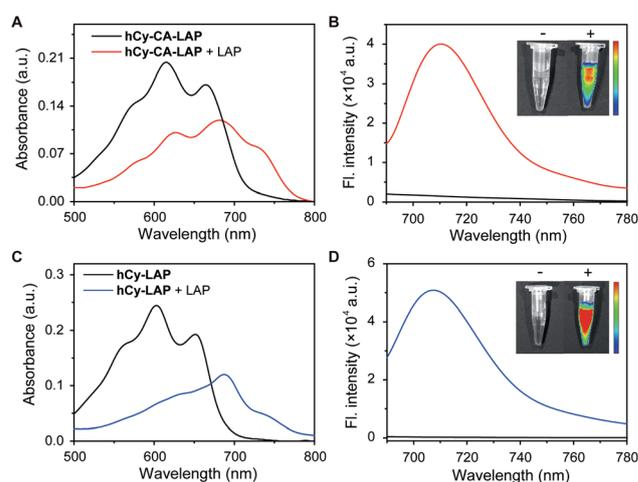 A
hCy-CA-LAP
hCy-CA-LAP + LAP
Absorbance (a.u.)
0.21
0.14
0.07
0.00
500 600 700 800
Wavelength (nm)
B
Fl. intensity (×10⁴ a.u.)
4
3
2
1
0
- +
700 720 740 760 780
Wavelength (nm)
C
hCy-LAP
hCy-LAP + LAP
Absorbance (a.u.)
0.3
0.2
0.1
0.0
500 600 700 800
Wavelength (nm)
D
Fl. intensity (×10⁴ a.u.)
6
4
2
0
- +
700 720 740 760 780
Wavelength (nm)